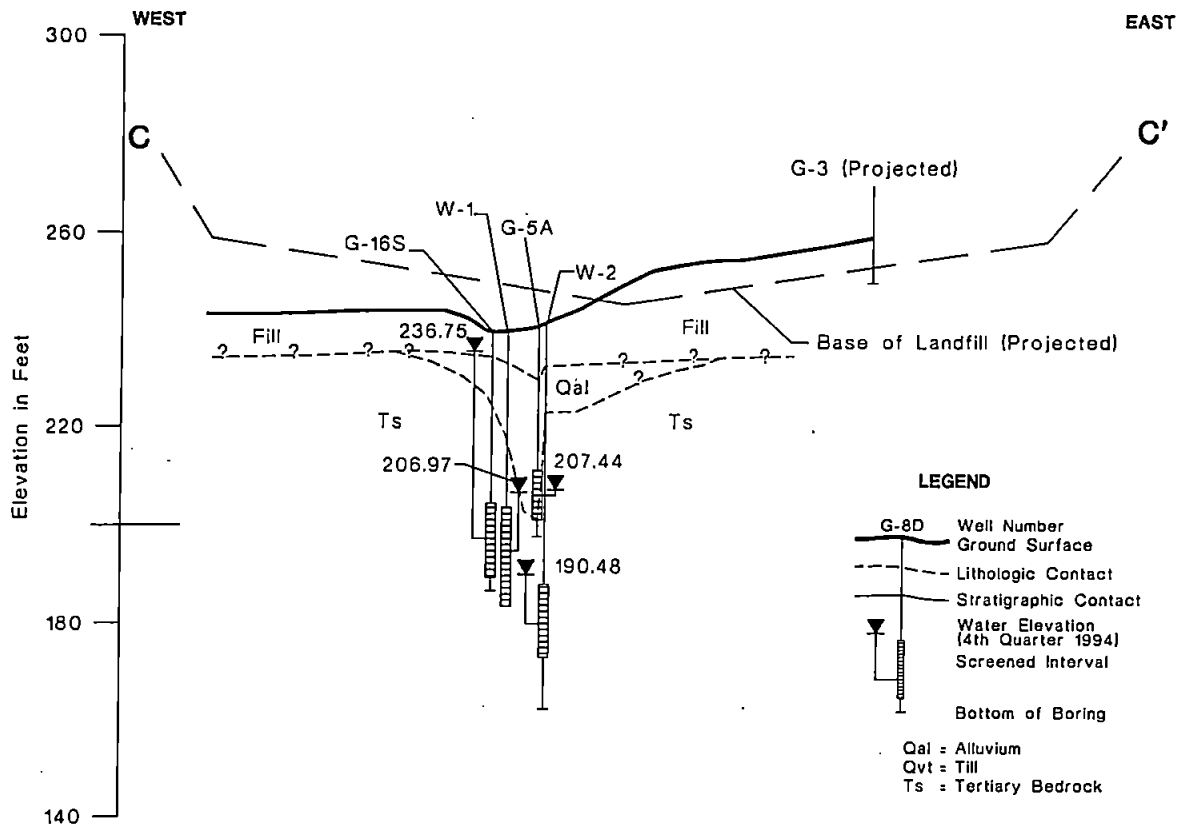 WEST
EAST
300
C
C'
G-3 (Projected)
W-1
G-5A
260
G-16S
W-2
Fill
236.75
Fill
Base of Landfill (Projected)
? ? ? ? ? ? ? ?
Qal
Ts
Ts
220
206.97
207.44
Elevation in Feet
190.48
180
140
LEGEND
G-8D
Well Number
Ground Surface
Lithologic Contact
Stratigraphic Contact
Water Elevation
(4th Quarter 1994)
Screened Interval
Bottom of Boring
Qal = Alluvium
Qvt = Till
Ts = Tertiary Bedrock